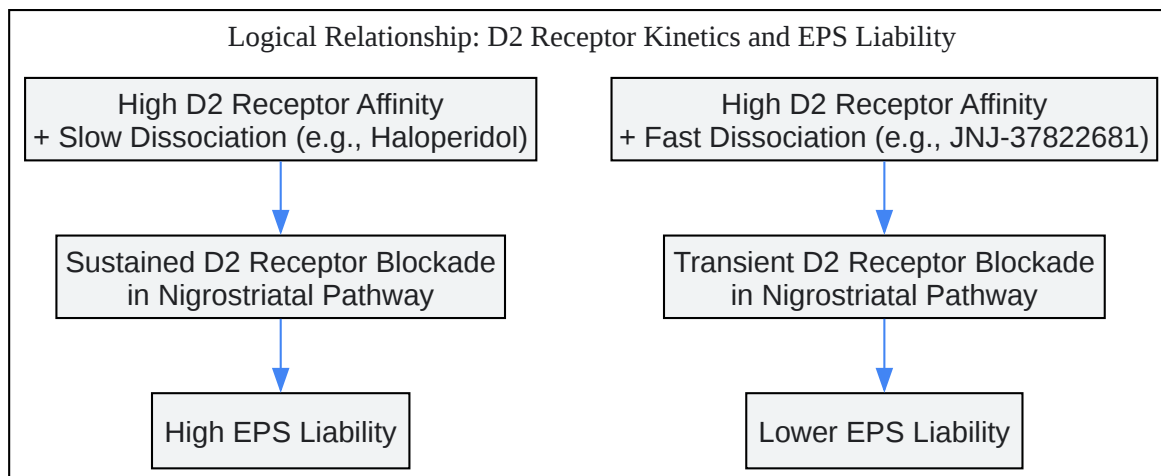 Logical Relationship: D2 Receptor Kinetics and EPS Liability
High D2 Receptor Affinity
+ Slow Dissociation (e.g., Haloperidol)
High D2 Receptor Affinity
+ Fast Dissociation (e.g., JNJ-37822681)
Sustained D2 Receptor Blockade
in Nigrostriatal Pathway
Transient D2 Receptor Blockade
in Nigrostriatal Pathway
High EPS Liability
Lower EPS Liability